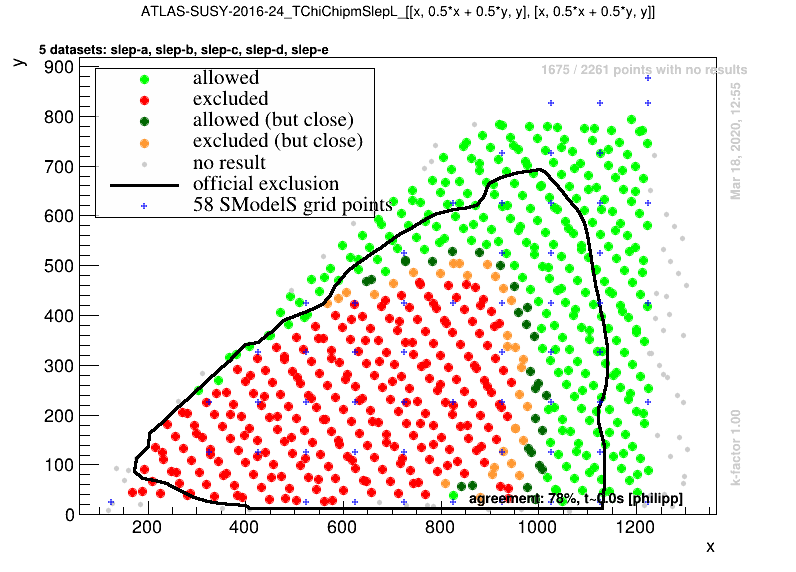 ATLAS-SUSY-2016-24_TChiChipmSlepL_[[x, 0.5*x + 0.5*y, y], [x, 0.5*x + 0.5*y, y]]
5 datasets: slep-a, slep-b, slep-c, slep-d, slep-e
y
1675 / 2261 points with no results
allowed
excluded
allowed (but close)
excluded (but close)
no result
official exclusion
58 SModelS grid points
900
800
700
600
500
400
300
200
100
0
200
400
600
800
1000
1200
x
Mar 18, 2020, 12:55
k-factor 1.00
agreement: 78%, t~0.0s [philipp]